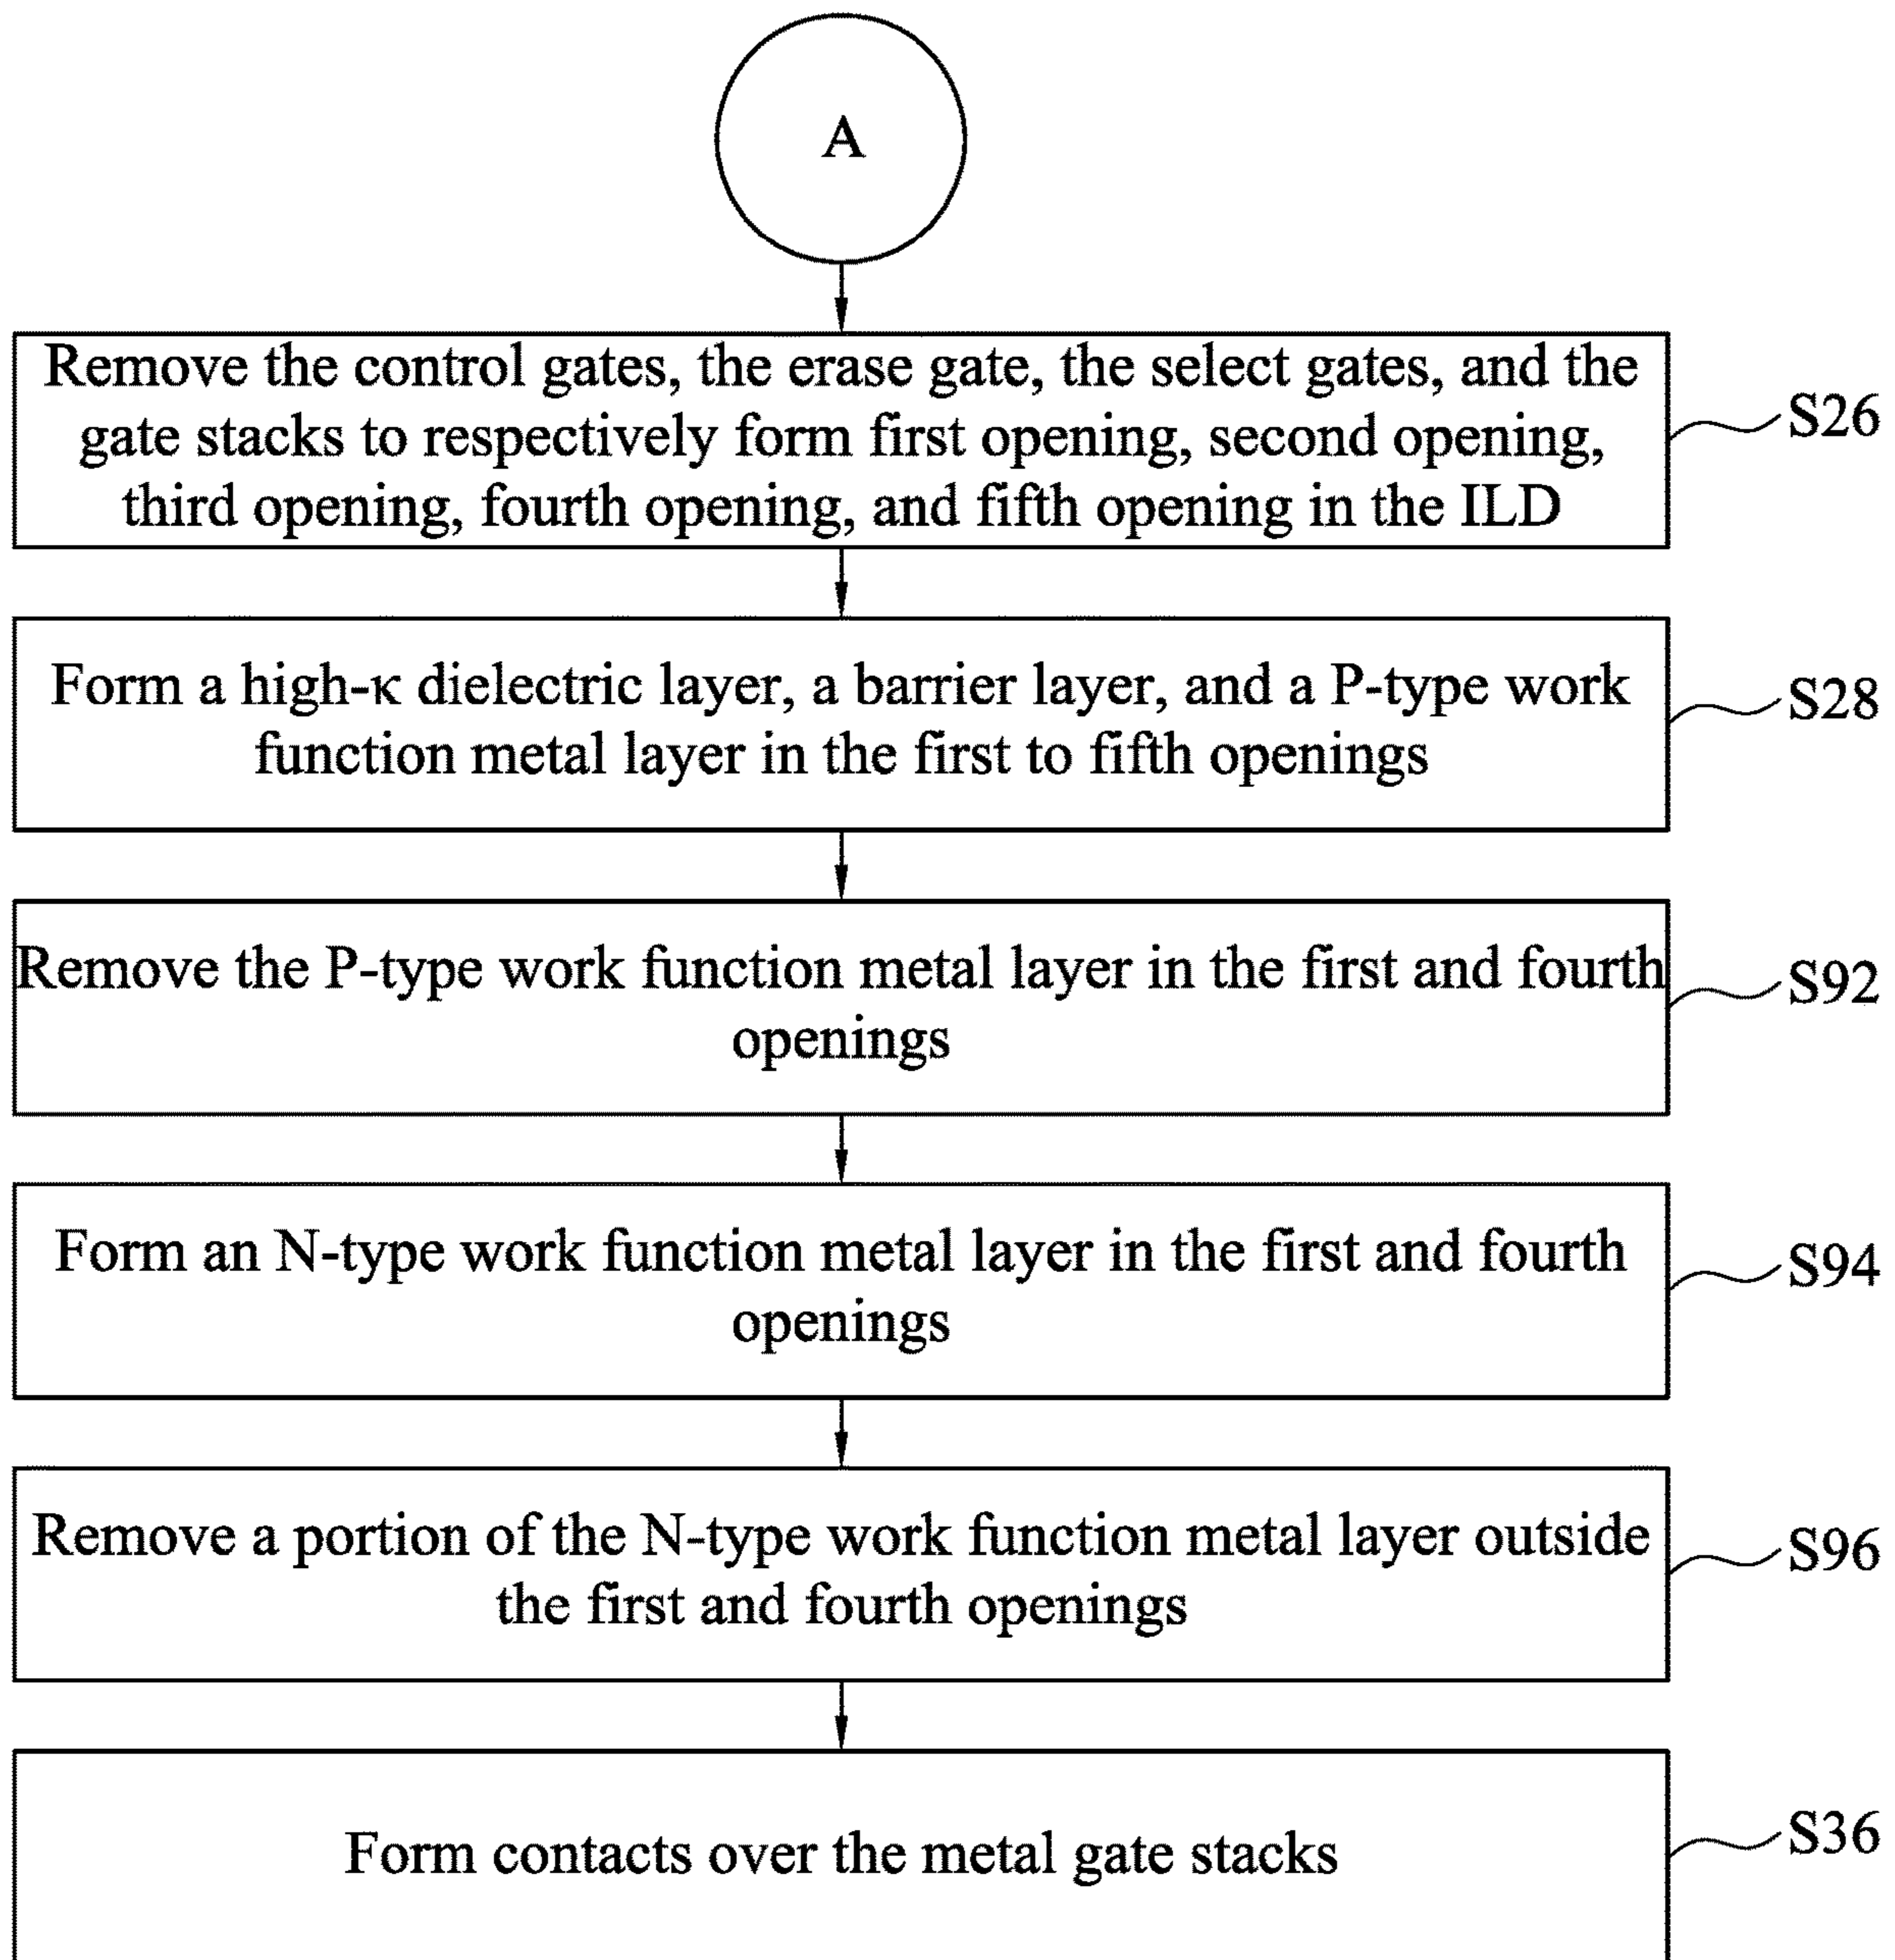 A
Remove the control gates, the erase gate, the select gates, and the
gate stacks to respectively form first opening, second opening,
third opening, fourth opening, and fifth opening in the ILD
S26
Form a high-κ dielectric layer, a barrier layer, and a P-type work
function metal layer in the first to fifth openings
S28
Remove the P-type work function metal layer in the first and fourth
openings
S92
Form an N-type work function metal layer in the first and fourth
openings
S94
Remove a portion of the N-type work function metal layer outside
the first and fourth openings
S96
Form contacts over the metal gate stacks
S36